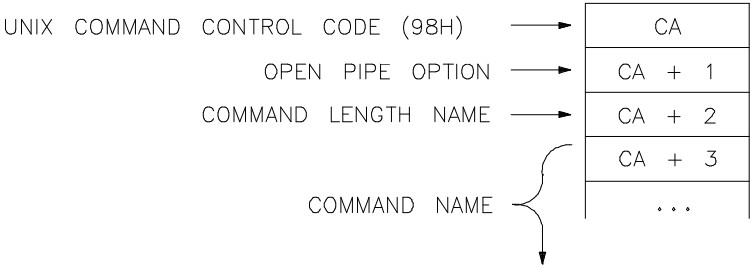 UNIX COMMAND CONTROL CODE (98H) CA
OPEN PIPE OPTION CA + 1
COMMAND LENGTH NAME CA + 2
CA + 3
COMMAND NAME ...